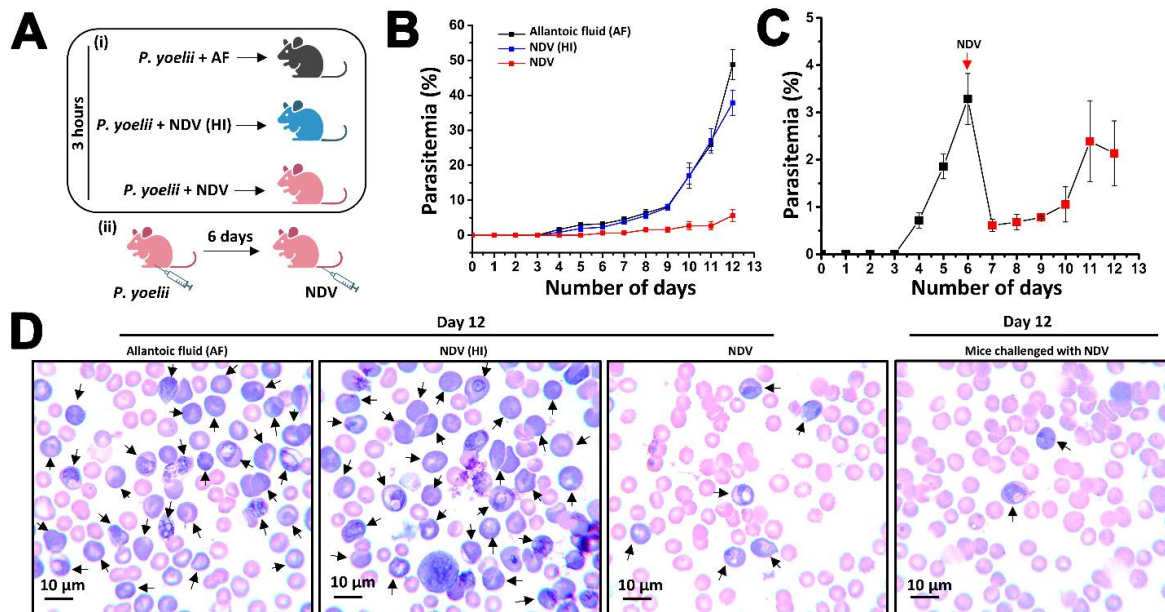 A
(i)
P. yoelii + AF
3 hours
P. yoelii + NDV (HI)
P. yoelii + NDV
(ii)
6 days
P. yoelii
NDV
B
Allantoic fluid (AF)
NDV (HI)
NDV
Parasitemia (%)
60
50
40
30
20
10
0
0 1 2 3 4 5 6 7 8 9 10 11 12 13
Number of days
C
NDV
Parasitemia (%)
5
4
3
2
1
0
0 1 2 3 4 5 6 7 8 9 10 11 12 13
Number of days
D
Day 12
Day 12
Allantoic fluid (AF)
NDV (HI)
NDV
Mice challenged with NDV
10 µm
10 µm
10 µm
10 µm